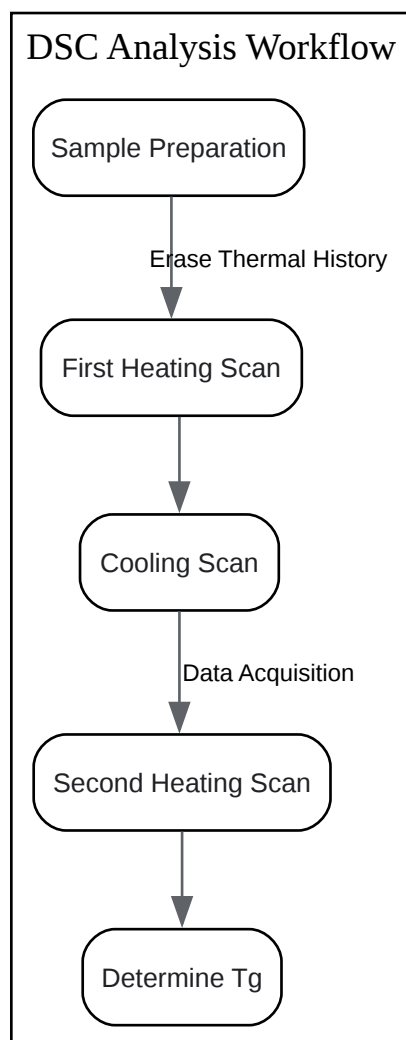 DSC Analysis Workflow
Sample Preparation
Erase Thermal History
First Heating Scan
Cooling Scan
Data Acquisition
Second Heating Scan
Determine Tg